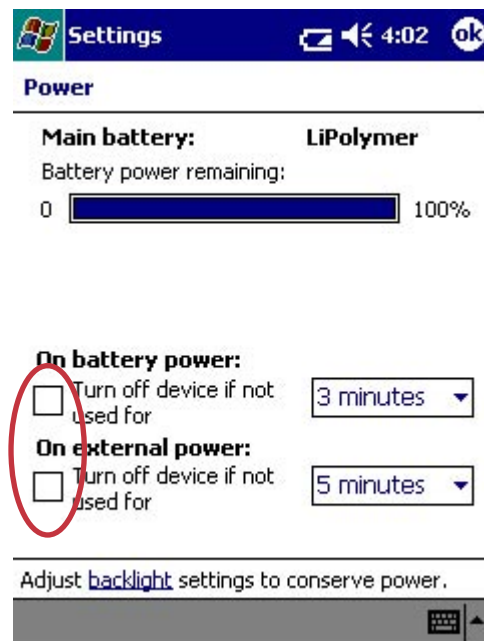 Settings 4:02 ok
Power
Main battery: LiPolymer
Battery power remaining:
0 100%
On battery power:
Turn off device if not
used for
3 minutes
On external power:
Turn off device if not
used for
5 minutes
Adjust backlight settings to conserve power.